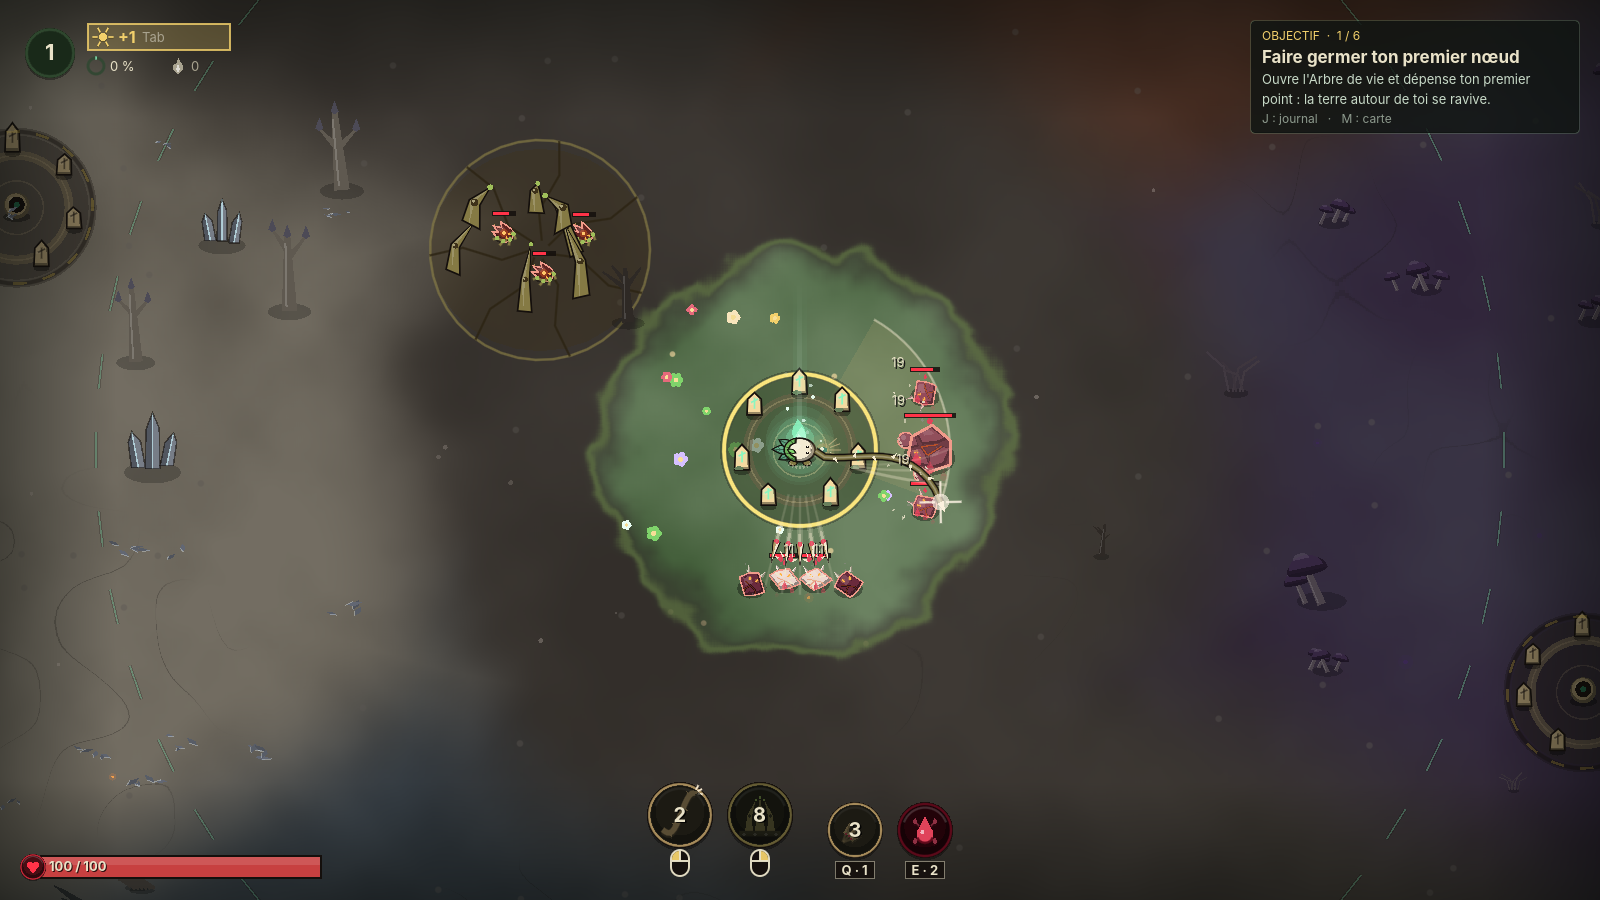 1
+1 Tab
0 %
0
OBJECTIF · 1 / 6
Faire germer ton premier nœud
Ouvre l'Arbre de vie et dépense ton premier
point : la terre autour de toi se ravive.
J : journal · M : carte
19
19
19
2
8
3
Q · 1
E · 2
100 / 100